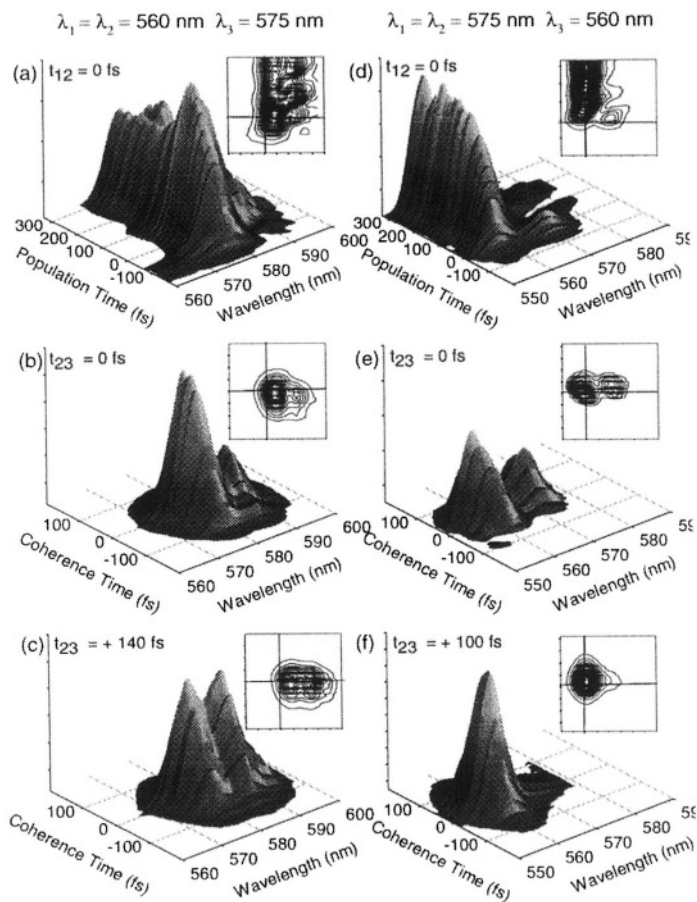 λ1 = λ2 = 560 nm λ3 = 575 nm
λ1 = λ2 = 575 nm λ3 = 560 nm
(a) t12 = 0 fs
300
200
100
0
-100
Population Time (fs)
560
570
580
590
600
Wavelength (nm)
(d) t12 = 0 fs
300
200
100
0
-100
Population Time (fs)
550
560
570
580
59
Wavelength (nm)
(b) t23 = 0 fs
100
0
-100
Coherence Time (fs)
560
570
580
590
600
Wavelength (nm)
(e) t23 = 0 fs
100
0
-100
Coherence Time (fs)
550
560
570
580
59
Wavelength (nm)
(c) t23 = + 140 fs
100
0
-100
Coherence Time (fs)
560
570
580
590
600
Wavelength (nm)
(f) t23 = + 100 fs
100
0
-100
Coherence Time (fs)
550
560
570
580
59
Wavelength (nm)